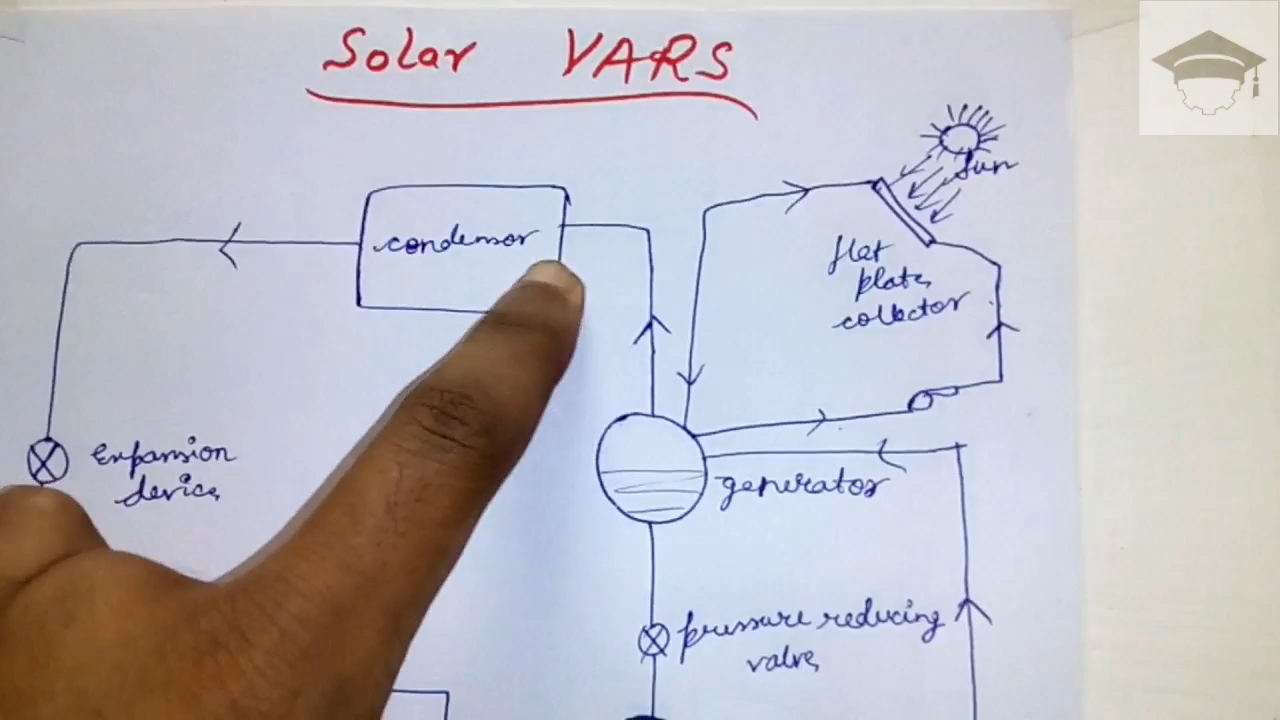 Solar VARS
Sun
condensor
flat
plate
collector
Expansion
device
generator
pressure reducing
valve